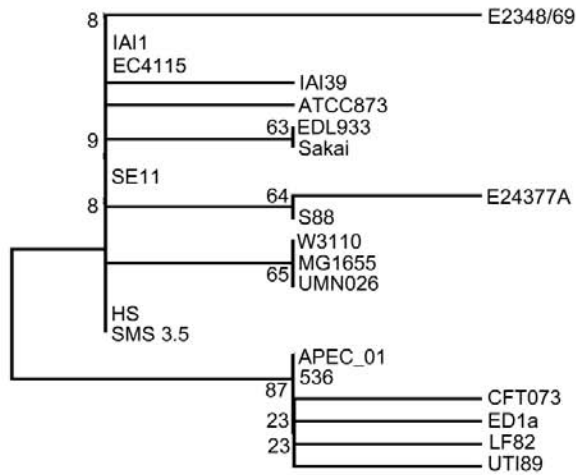 8 E2348/69
IAI1
EC4115
IAI39
ATCC873
63 EDL933
9 Sakai
SE11
8 64 E24377A
S88
W3110
MG1655
65 UMN026
HS
SMS 3.5
APEC_01
536
87 CFT073
23 ED1a
23 LF82
UTI89